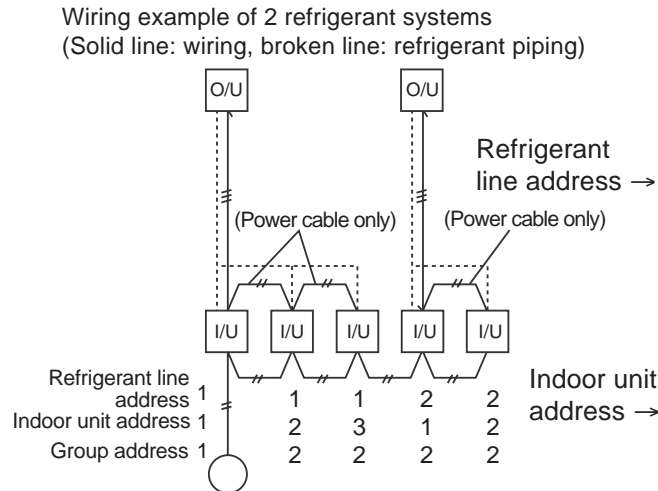 Wiring example of 2 refrigerant systems
(Solid line: wiring, broken line: refrigerant piping)
O/U O/U
Refrigerant
line address →
(Power cable only) (Power cable only)
I/U I/U I/U I/U I/U
Refrigerant line
address 1 1 1 2 2
Indoor unit address 1 2 3 1 2
Group address 1 2 2 2 2
Indoor unit
address →